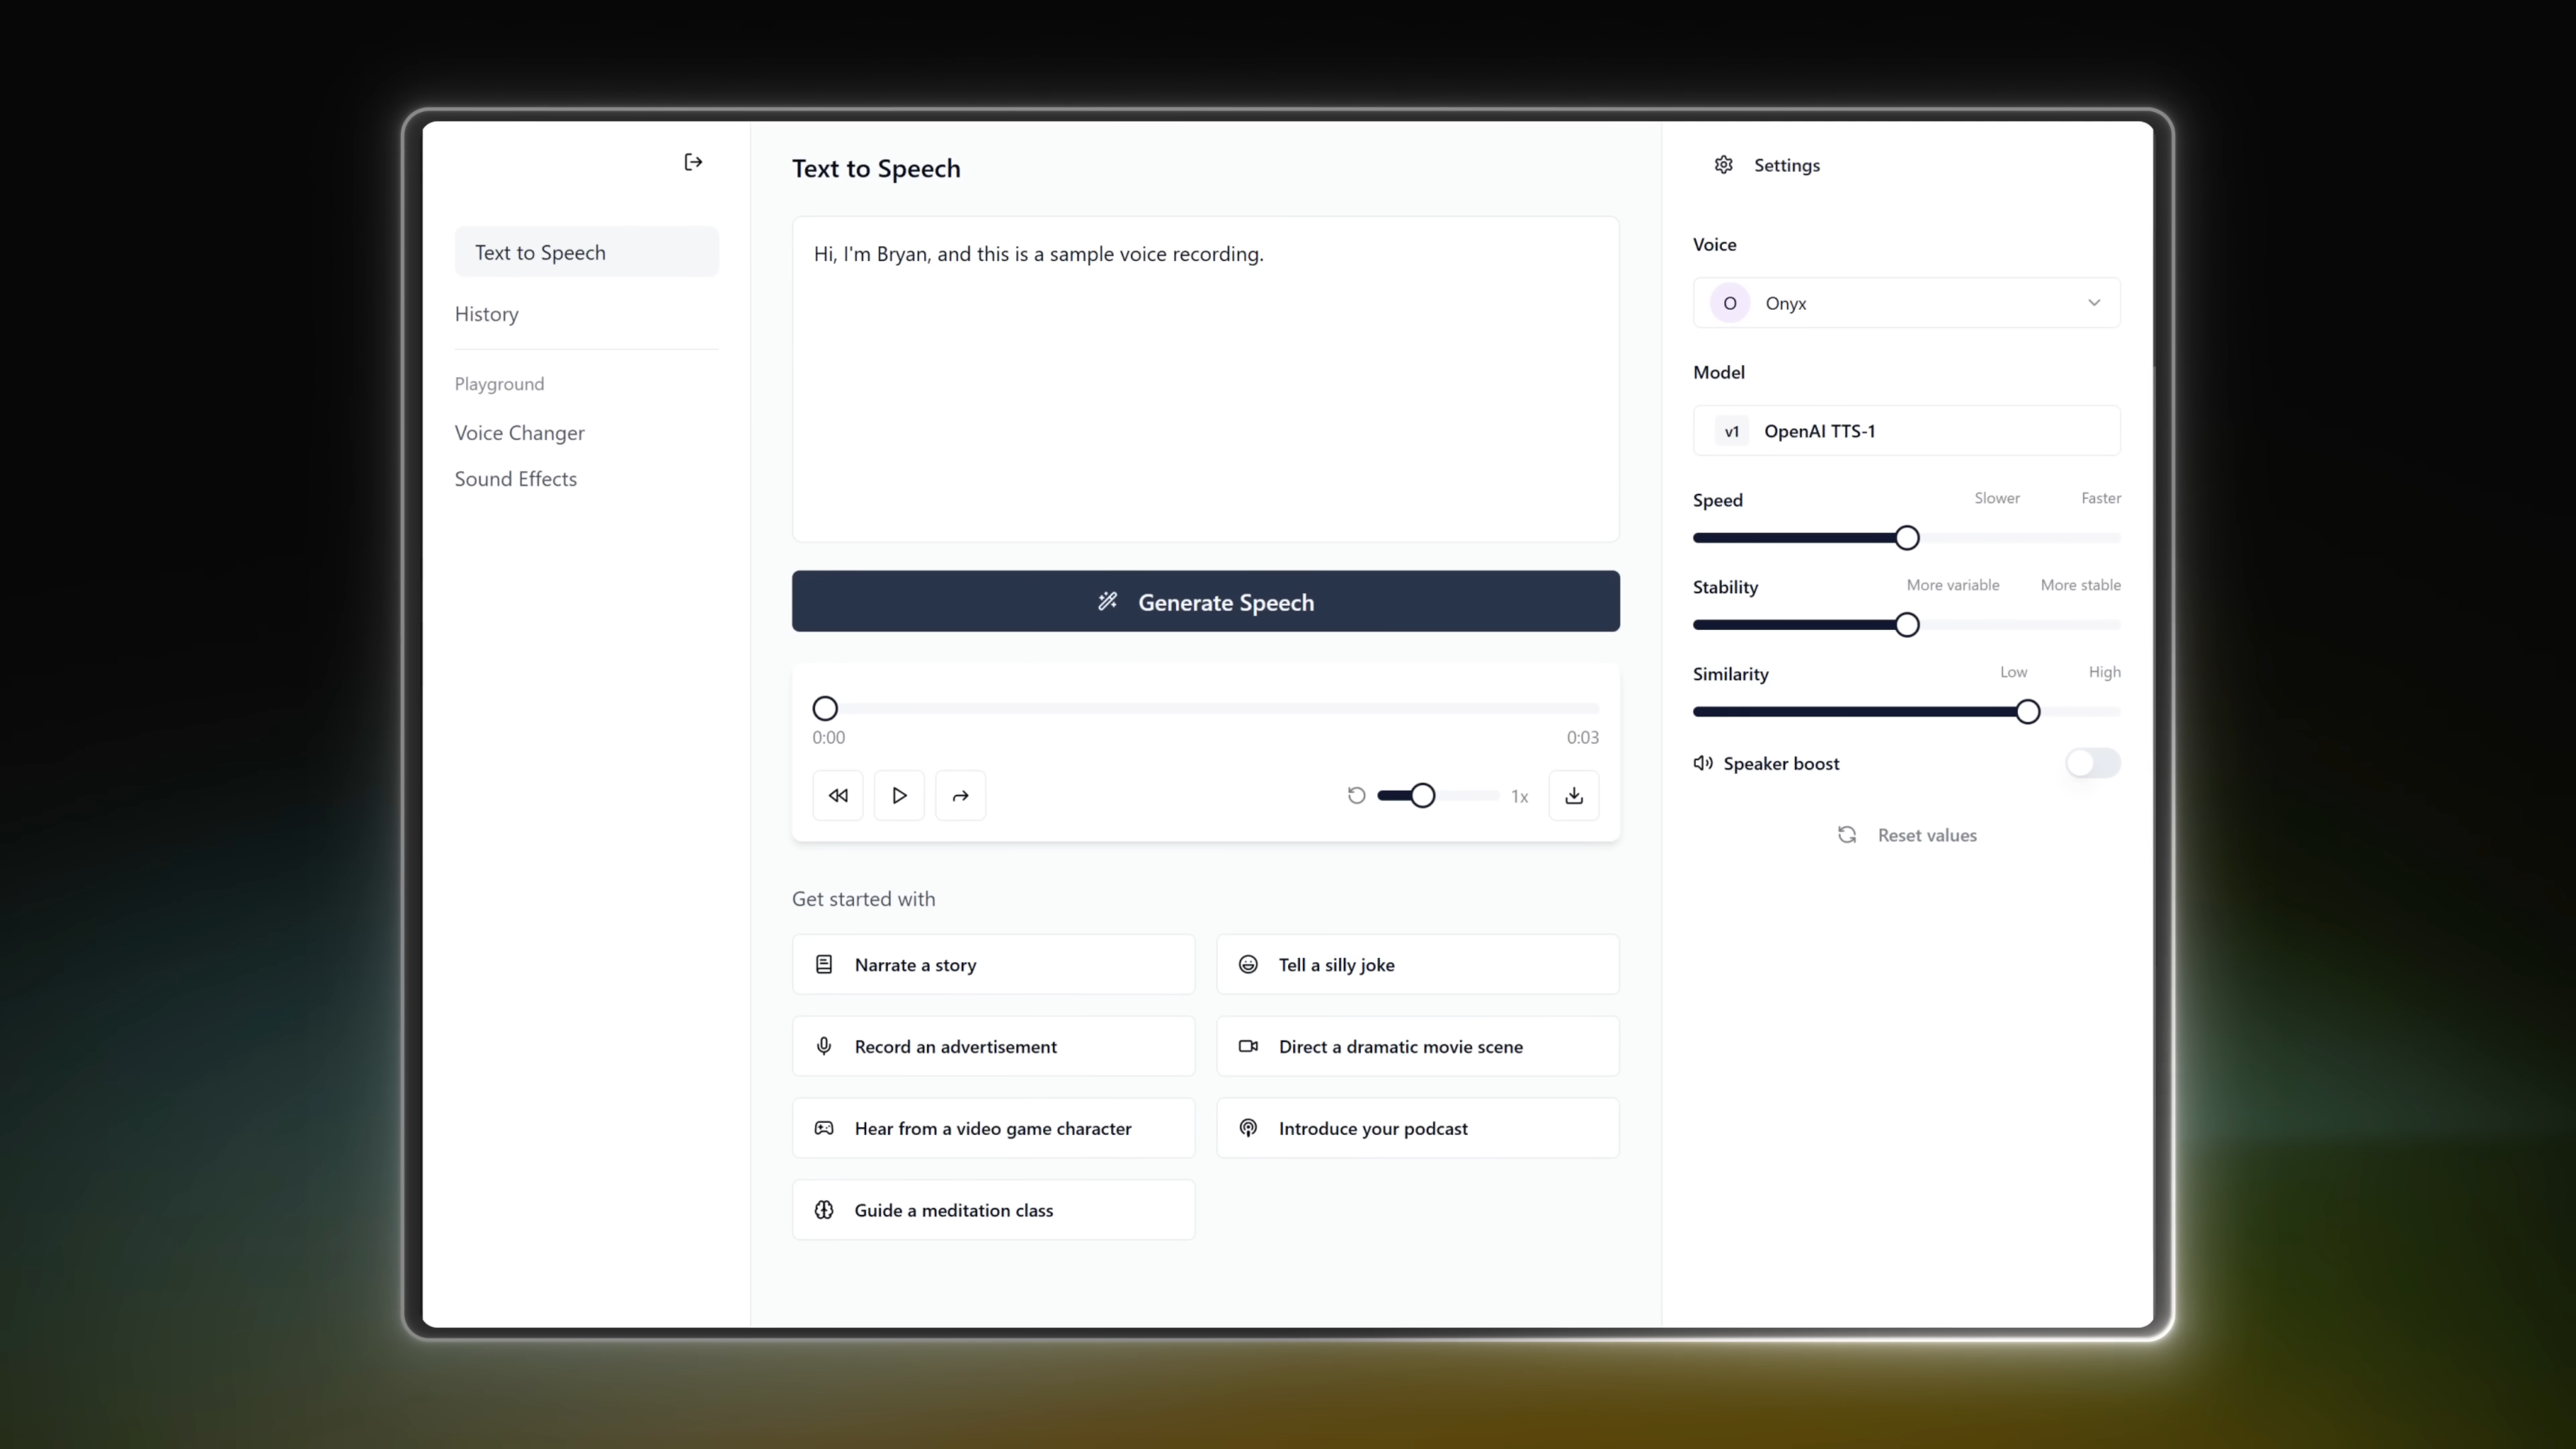 Text to Speech
History
Playground
Voice Changer
Sound Effects
Text to Speech
Hi, I'm Bryan, and this is a sample voice recording.
Generate Speech
0:00 0:03
1x
Get started with
Narrate a story
Tell a silly joke
Record an advertisement
Direct a dramatic movie scene
Hear from a video game character
Introduce your podcast
Guide a meditation class
Settings
Voice
O Onyx
Model
v1 OpenAI TTS-1
Speed Slower Faster
Stability More variable More stable
Similarity Low High
Speaker boost
Reset values